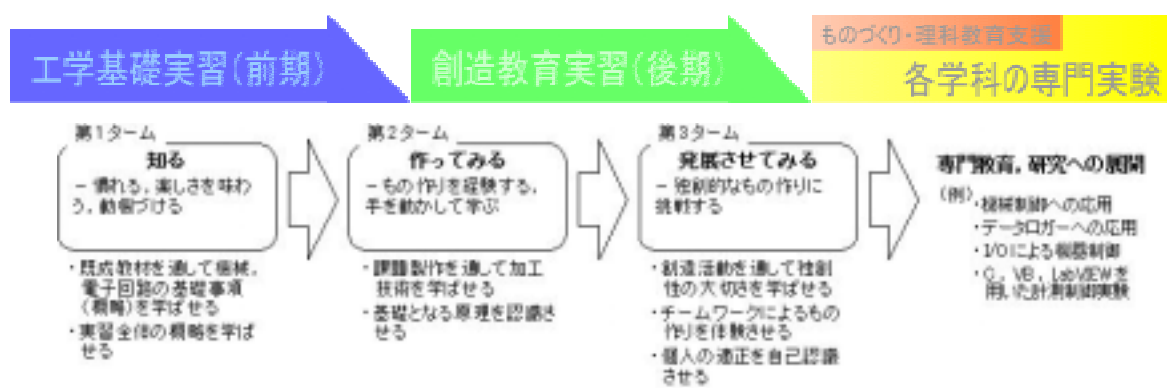 工学基礎実習(前期)
創造教育実習(後期)
ものづくり・理科教育支援
各学科の専門実験
第1ターム
知る
－ 慣れる，楽しさを味わ
う，動機づける
・既成教材を通して機械，
電子回路の基礎事項
(概略)を学ばせる
・実習全体の概略を学ば
せる
第2ターム
作ってみる
－もの作りを経験する，
手を動かして学ぶ
・課題製作を通して加工
技術を学ばせる
・基礎となる原理を認識さ
せる
第3ターム
発展させてみる
－ 独創的なもの作りに
挑戦する
・創造活動を通して独創
性の大切さを学ばせる
・チームワークによるもの
作りを体験させる
・個人の適正を自己認識
させる
専門教育，研究への展開
(例)・機械制御への応用
・データロガーへの応用
・I/Oによる機器制御
・C，VB，LabVIEWを
用いた計測制御実験